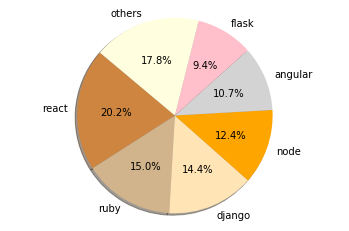 others
flask
17.8%
9.4%
angular
10.7%
react
20.2%
12.4%
node
15.0%
14.4%
ruby
django